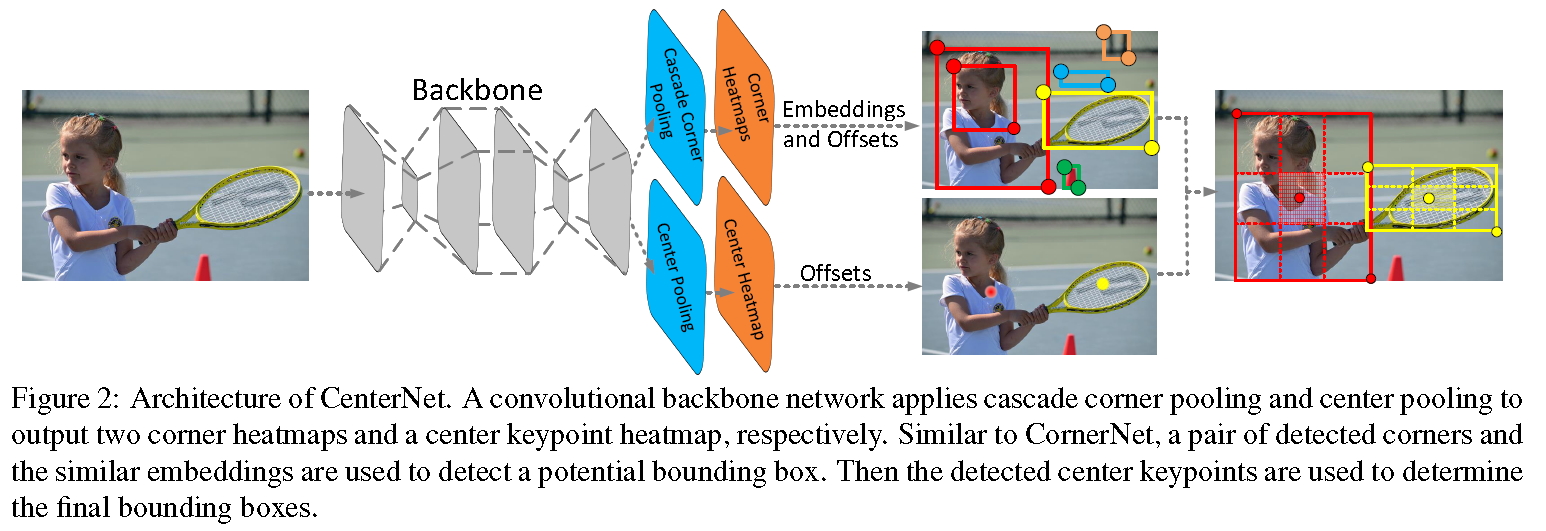 Backbone
Cascade Corner
Pooling
Corner
Heatmaps
Embeddings
and Offsets
Center Pooling
Center Heatmap
Offsets
Figure 2: Architecture of CenterNet. A convolutional backbone network applies cascade corner pooling and center pooling to
output two corner heatmaps and a center keypoint heatmap, respectively. Similar to CornerNet, a pair of detected corners and
the similar embeddings are used to detect a potential bounding box. Then the detected center keypoints are used to determine
the final bounding boxes.